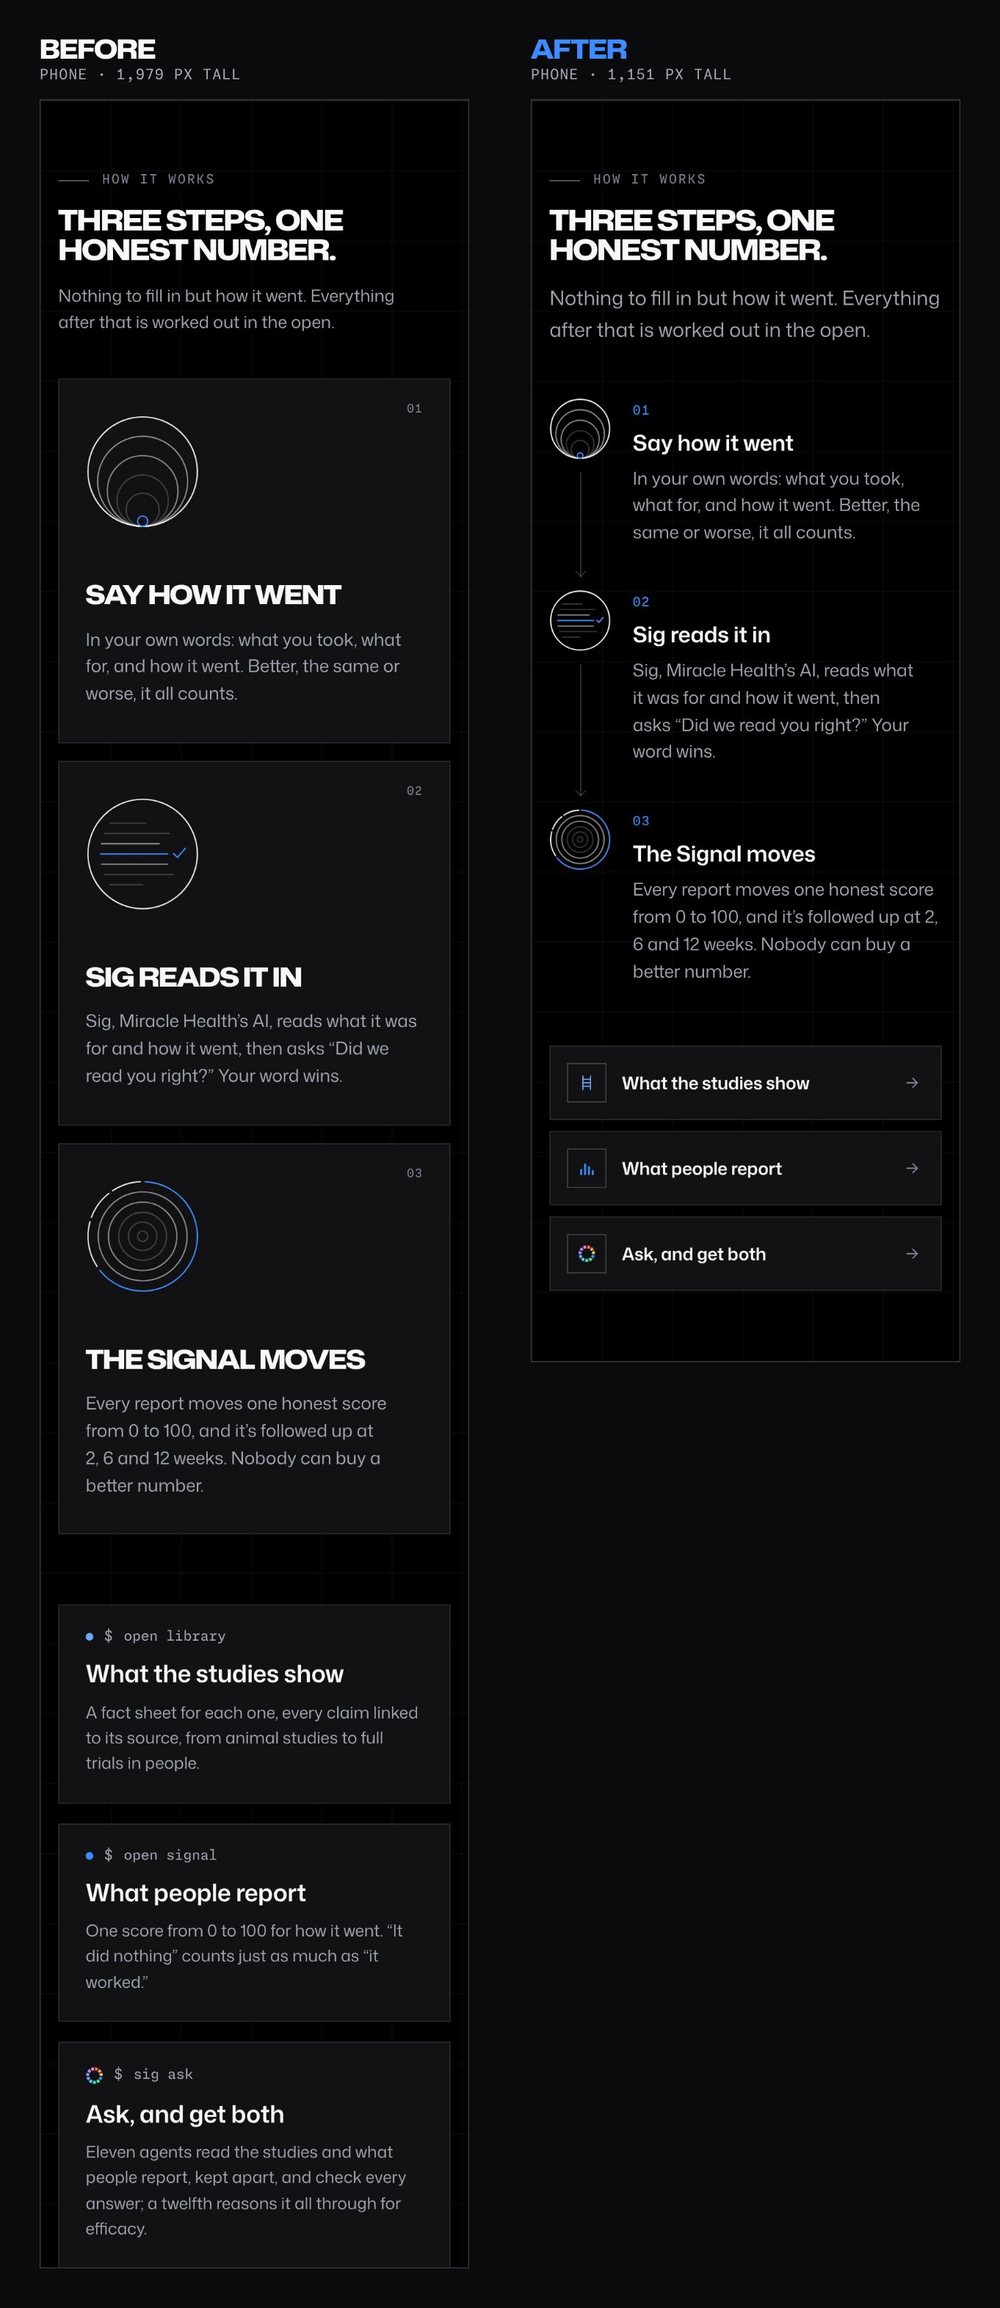 BEFORE
PHONE · 1,979 PX TALL
HOW IT WORKS
THREE STEPS, ONE
HONEST NUMBER.
Nothing to fill in but how it went. Everything
after that is worked out in the open.
01
SAY HOW IT WENT
In your own words: what you took, what
for, and how it went. Better, the same or
worse, it all counts.
02
SIG READS IT IN
Sig, Miracle Health’s AI, reads what it was
for and how it went, then asks “Did we
read you right?” Your word wins.
03
THE SIGNAL MOVES
Every report moves one honest score
from 0 to 100, and it’s followed up at
2, 6 and 12 weeks. Nobody can buy a
better number.
$ open library
What the studies show
A fact sheet for each one, every claim linked
to its source, from animal studies to full
trials in people.
$ open signal
What people report
One score from 0 to 100 for how it went. “It
did nothing” counts just as much as “it
worked.”
$ sig ask
Ask, and get both
Eleven agents read the studies and what
people report, kept apart, and check every
answer; a twelfth reasons it all through for
efficacy.
AFTER
PHONE · 1,151 PX TALL
HOW IT WORKS
THREE STEPS, ONE
HONEST NUMBER.
Nothing to fill in but how it went. Everything
after that is worked out in the open.
01
Say how it went
In your own words: what you took,
what for, and how it went. Better, the
same or worse, it all counts.
02
Sig reads it in
Sig, Miracle Health’s AI, reads what
it was for and how it went, then
asks “Did we read you right?” Your
word wins.
03
The Signal moves
Every report moves one honest score
from 0 to 100, and it’s followed up at 2,
6 and 12 weeks. Nobody can buy a
better number.
What the studies show
What people report
Ask, and get both